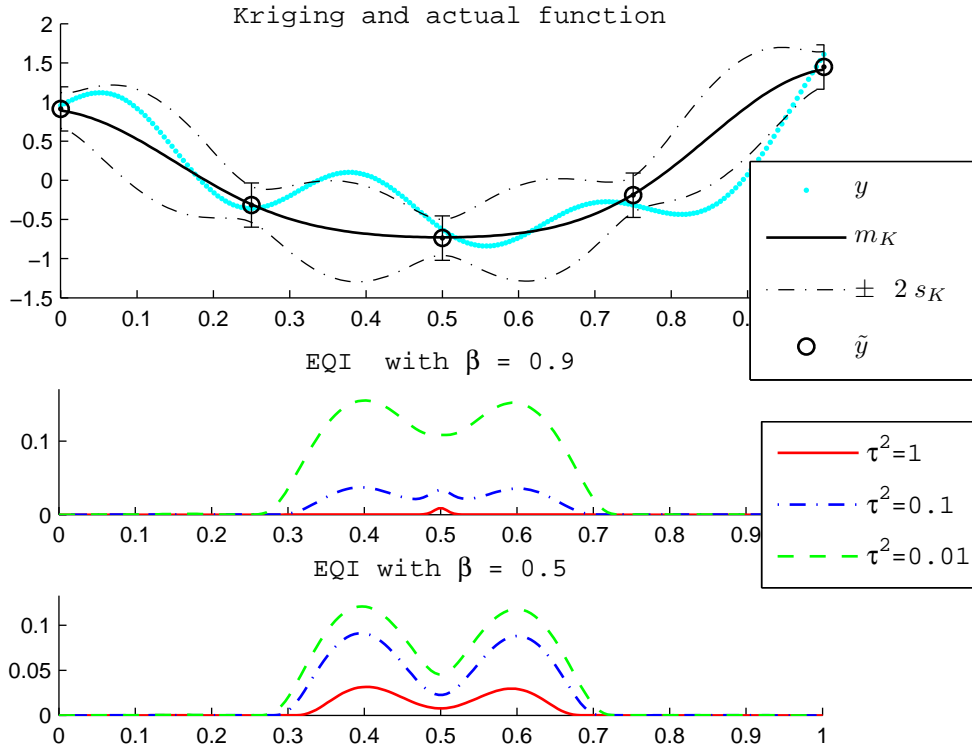 Kriging and actual function
2
1.5
1
0.5
0
−0.5
−1
−1.5
0 0.1 0.2 0.3 0.4 0.5 0.6 0.7 0.8
y
m_K
± 2 s_K
ỹ
EQI with β = 0.9
0.1
0
0 0.1 0.2 0.3 0.4 0.5 0.6 0.7 0.8 0.9
τ²=1
τ²=0.1
τ²=0.01
EQI with β = 0.5
0.1
0.05
0
0 0.1 0.2 0.3 0.4 0.5 0.6 0.7 0.8 0.9 1